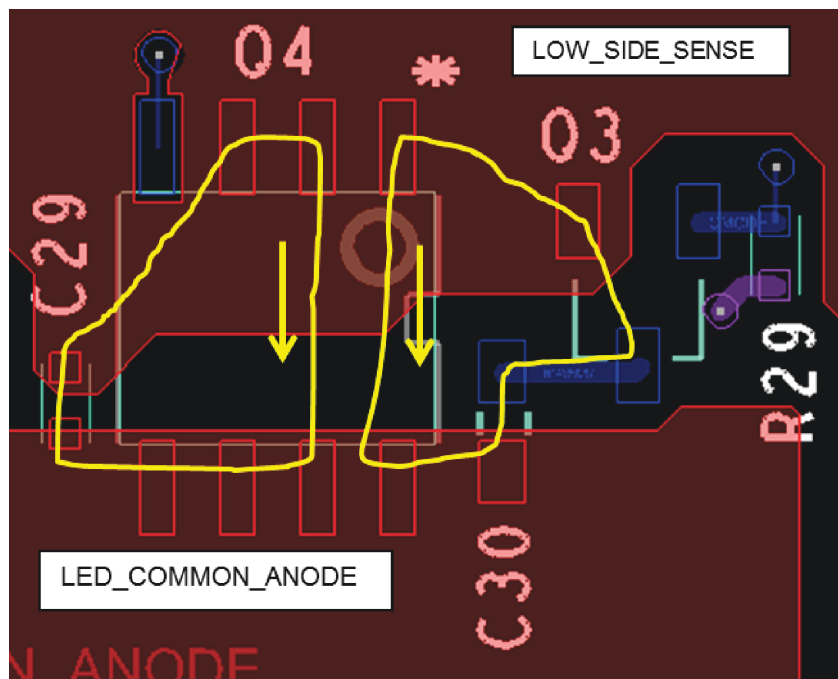 Q4
*
LOW_SIDE_SENSE
Q3
C29
R29
LED_COMMON_ANODE
C30
N_ANODE